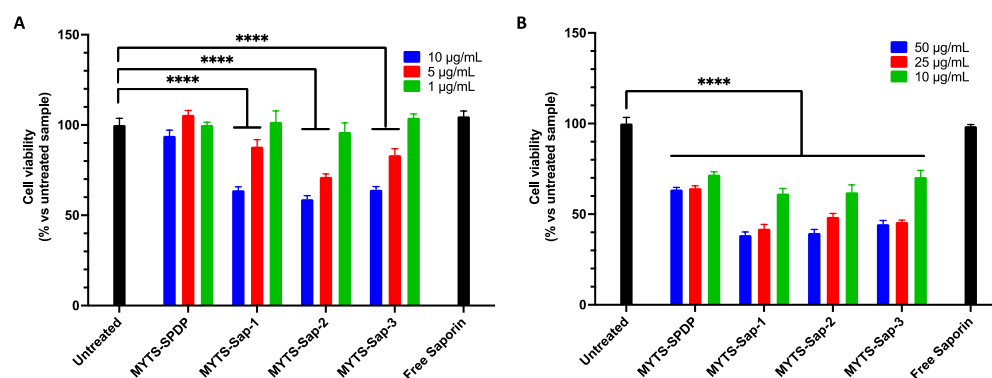 A
Cell viability
(% vs untreated sample)
150
100
50
0
****
****
****
10 µg/mL
5 µg/mL
1 µg/mL
Untreated
MYTS-SPDP
MYTS-Sap-1
MYTS-Sap-2
MYTS-Sap-3
Free Saporin
B
Cell viability
(% vs untreated sample)
150
100
50
0
****
50 µg/mL
25 µg/mL
10 µg/mL
Untreated
MYTS-SPDP
MYTS-Sap-1
MYTS-Sap-2
MYTS-Sap-3
Free Saporin